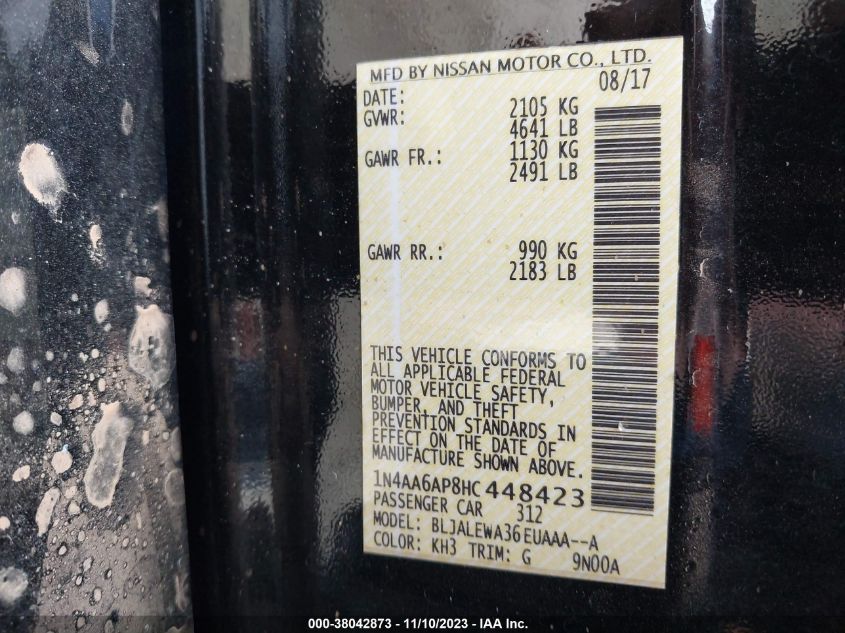 MFD BY NISSAN MOTOR CO., LTD.
DATE: 08/17
GVWR: 2105 KG
4641 LB
GAWR FR.: 1130 KG
2491 LB
GAWR RR.: 990 KG
2183 LB
THIS VEHICLE CONFORMS TO
ALL APPLICABLE FEDERAL
MOTOR VEHICLE SAFETY,
BUMPER, AND THEFT
PREVENTION STANDARDS IN
EFFECT ON THE DATE OF
MANUFACTURE SHOWN ABOVE.
1N4AA6AP8HC448423
PASSENGER CAR 312
MODEL: BLJALEWA36EUAAA--A
COLOR: KH3 TRIM: G 9N00A
000-38042873 - 11/10/2023 - IAA Inc.